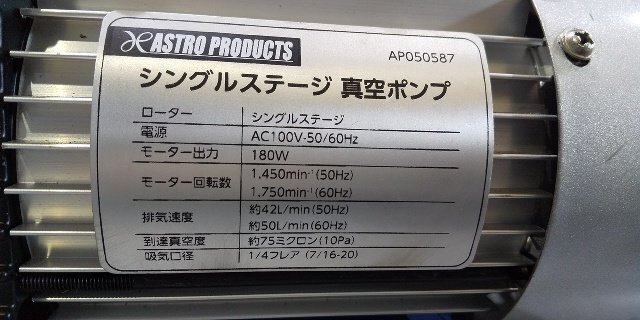 ASTRO PRODUCTS
AP050587
シングルステージ 真空ポンプ
ローター シングルステージ
電源 AC100V-50/60Hz
モーター出力 180W
モーター回転数 1,450min⁻¹(50Hz)
1,750min⁻¹(60Hz)
排気速度 約42L/min(50Hz)
約50L/min(60Hz)
到達真空度 約75ミクロン(10Pa)
吸気口径 1/4フレア (7/16-20)